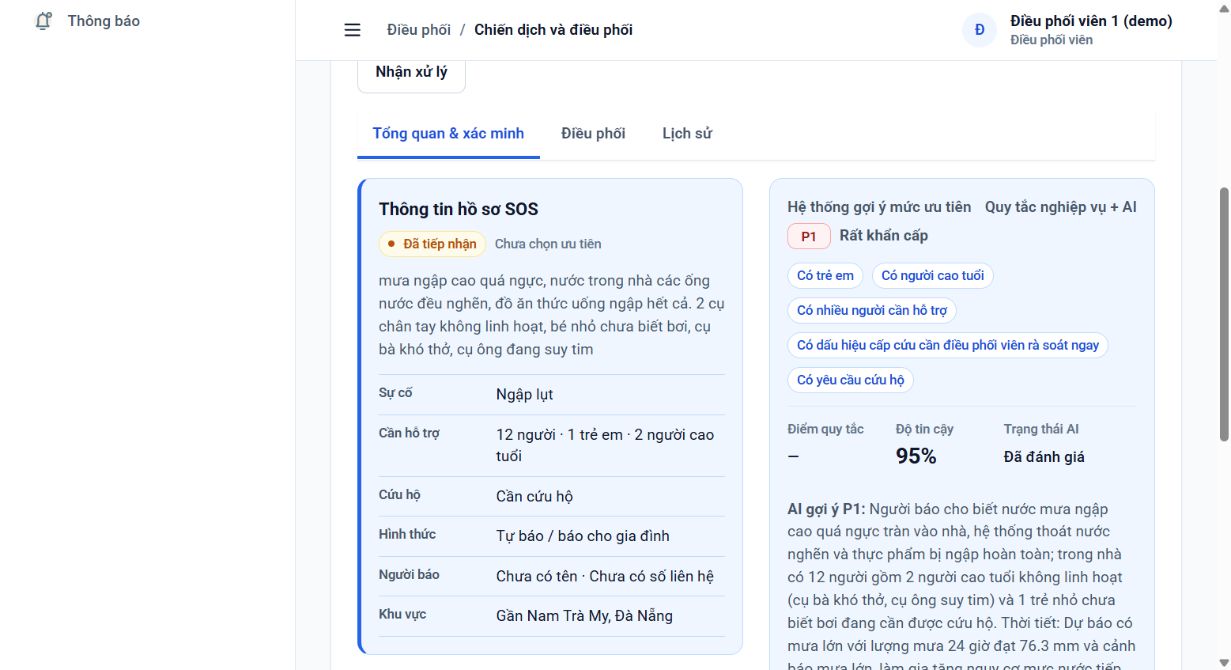 Thông báo
Điều phối / Chiến dịch và điều phối
Đ
Điều phối viên 1 (demo)
Điều phối viên
Nhận xử lý
Tổng quan & xác minh
Điều phối
Lịch sử
Thông tin hồ sơ SOS
Đã tiếp nhận
Chưa chọn ưu tiên
mưa ngập cao quá ngực, nước trong nhà các ống
nước đều nghẽn, đồ ăn thức uống ngập hết cả. 2 cụ
chân tay không linh hoạt, bé nhỏ chưa biết bơi, cụ
bà khó thở, cụ ông đang suy tim
Sự cố
Ngập lụt
Cần hỗ trợ
12 người · 1 trẻ em · 2 người cao
tuổi
Cứu hộ
Cần cứu hộ
Hình thức
Tự báo / báo cho gia đình
Người báo
Chưa có tên · Chưa có số liên hệ
Khu vực
Gần Nam Trà My, Đà Nẵng
Hệ thống gợi ý mức ưu tiên
Quy tắc nghiệp vụ + AI
P1
Rất khẩn cấp
Có trẻ em
Có người cao tuổi
Có nhiều người cần hỗ trợ
Có dấu hiệu cấp cứu cần điều phối viên rà soát ngay
Có yêu cầu cứu hộ
Điểm quy tắc
Độ tin cậy
Trạng thái AI
–
95%
Đã đánh giá
AI gợi ý P1: Người báo cho biết nước mưa ngập
cao quá ngực tràn vào nhà, hệ thống thoát nước
nghẽn và thực phẩm bị ngập hoàn toàn; trong nhà
có 12 người gồm 2 người cao tuổi không linh hoạt
(cụ bà khó thở, cụ ông suy tim) và 1 trẻ nhỏ chưa
biết bơi đang cần được cứu hộ. Thời tiết: Dự báo có
mưa lớn với lượng mưa 24 giờ đạt 76.3 mm và cảnh
báo mưa lớn, làm gia tăng nguy cơ mực nước tiếp